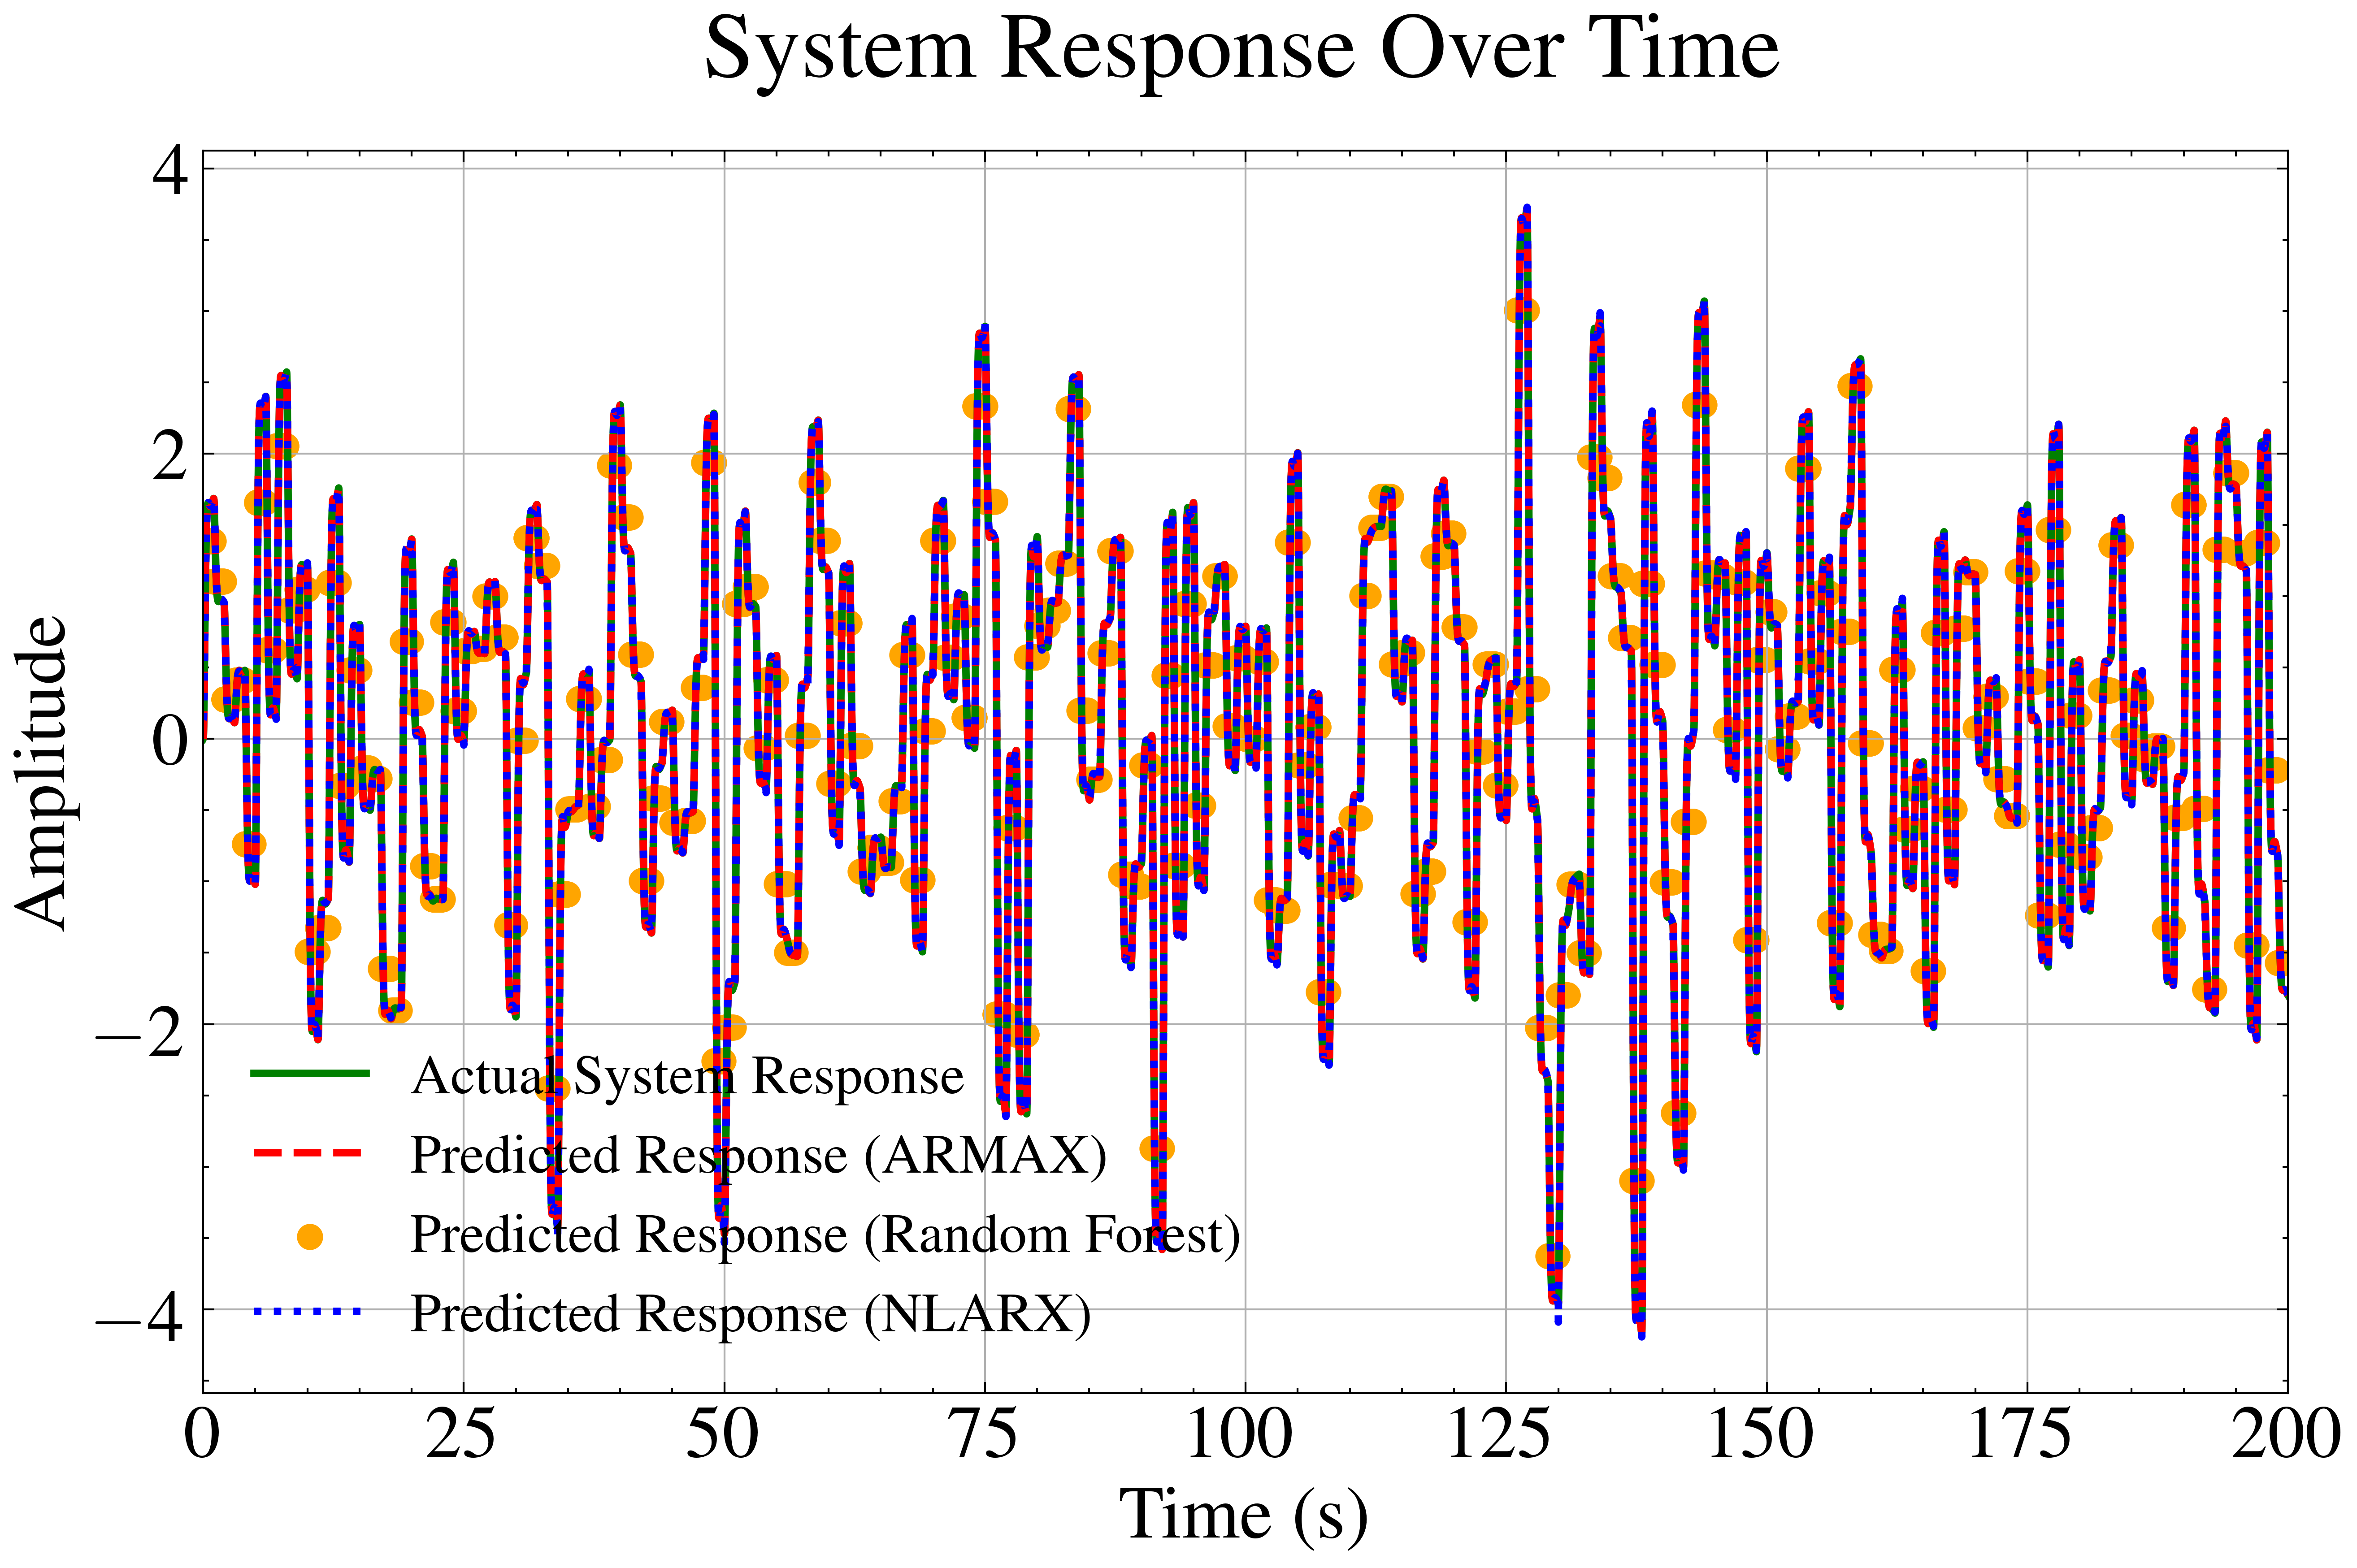 System Response Over Time
Amplitude
4
2
0
−2
−4
Actual System Response
Predicted Response (ARMAX)
Predicted Response (Random Forest)
Predicted Response (NLARX)
0 25 50 75 100 125 150 175 200
Time (s)